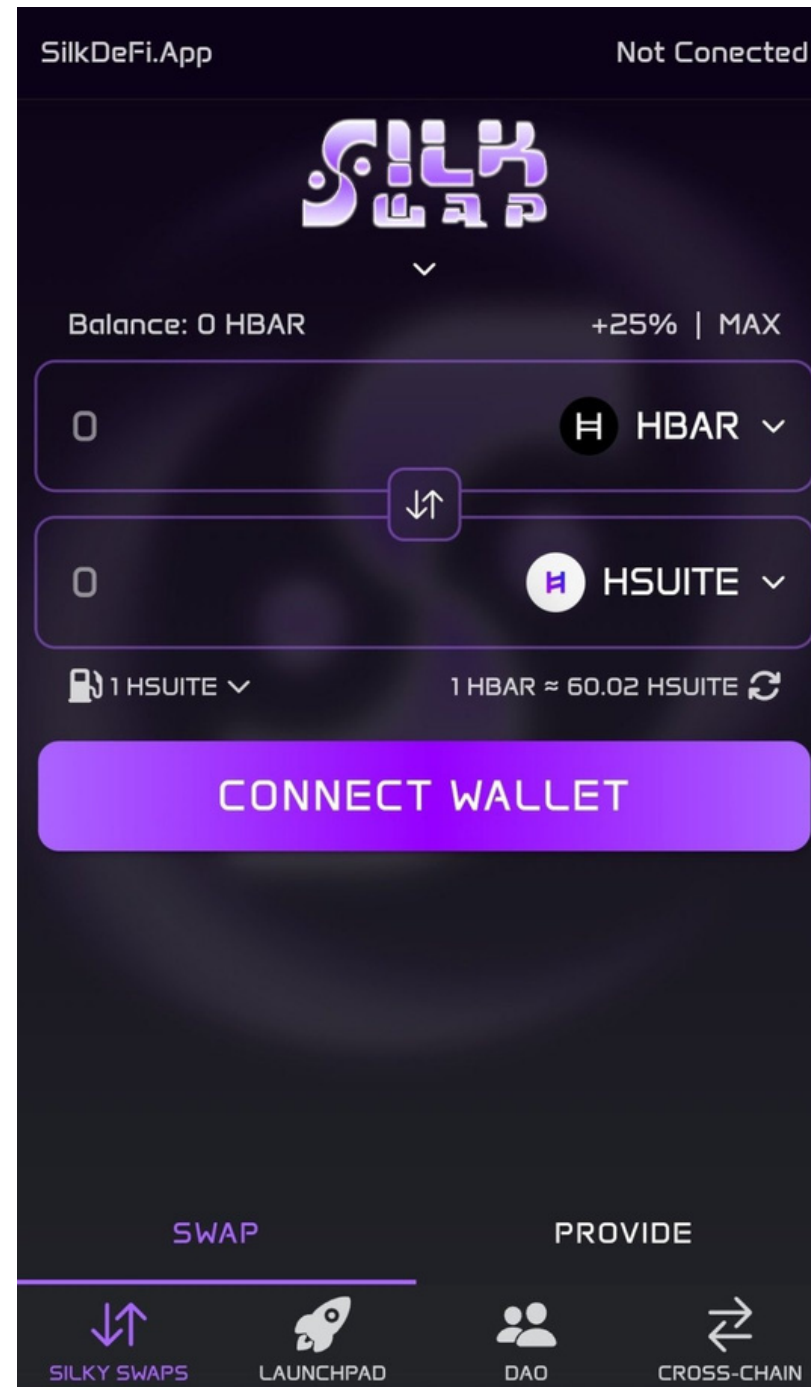 SilkDeFi.App Not Conected
SILK
SWAP
Balance: 0 HBAR +25% | MAX
0 HBAR
0 HSUITE
1 HSUITE 1 HBAR ≈ 60.02 HSUITE
CONNECT WALLET
SWAP PROVIDE
SILKY SWAPS LAUNCHPAD DAO CROSS-CHAIN